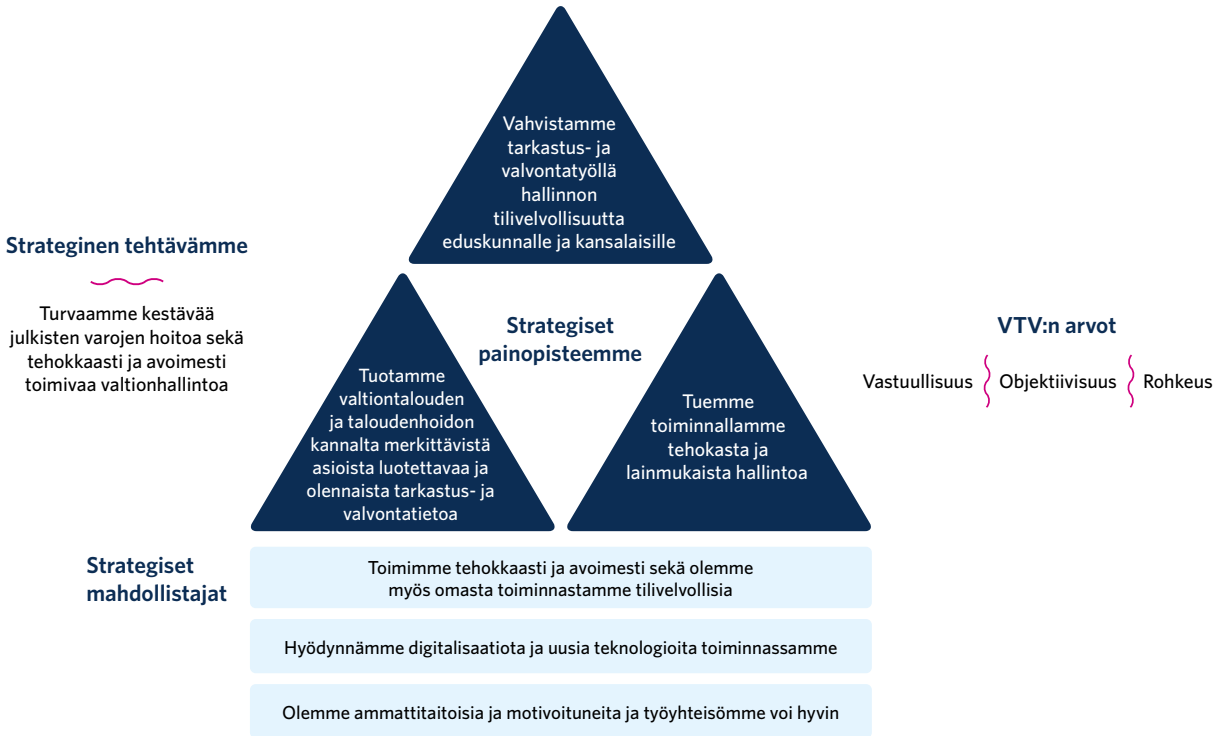 Vahvistamme
tarkastus- ja
valvontatyöllä
hallinnon
tilivelvollisuutta
eduskunnalle ja kansalaisille
Strateginen tehtävämme
Turvaamme kestävää
julkisten varojen hoitoa sekä
tehokkaasti ja avoimesti
toimivaa valtionhallintoa
Strategiset
painopisteemme
Tuotamme
valtiontalouden
ja taloudenhoidon
kannalta merkittävistä
asioista luotettavaa ja
olennaista tarkastus- ja
valvontatietoa
Tuemme
toiminnallamme
tehokasta ja
lainmukaista hallintoa
VTV:n arvot
Vastuullisuus Objektiivisuus Rohkeus
Strategiset
mahdollistajat
Toimimme tehokkaasti ja avoimesti sekä olemme
myös omasta toiminnastamme tilivelvollisia
Hyödynnämme digitalisaatiota ja uusia teknologioita toiminnassamme
Olemme ammattitaitoisia ja motivoituneita ja työyhteisömme voi hyvin